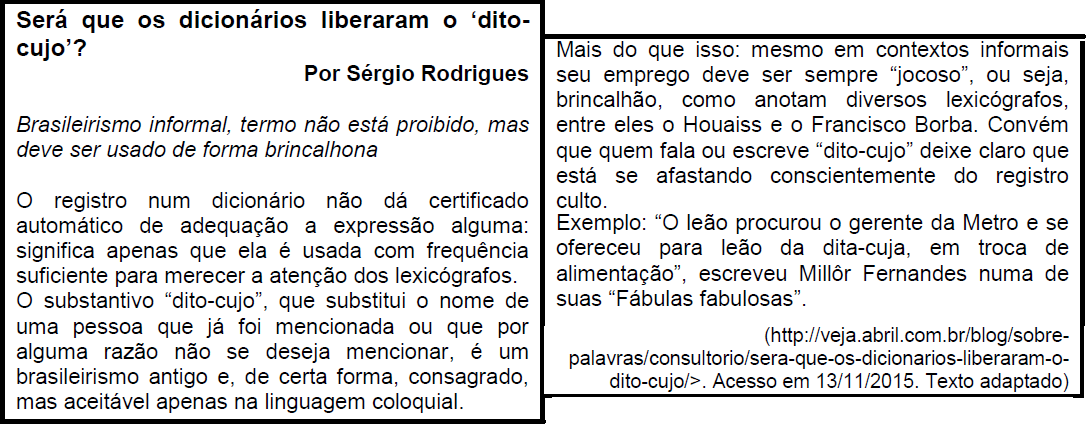 Será que os dicionários liberaram o ‘dito-
cujo’?
Por Sérgio Rodrigues
Brasileirismo informal, termo não está proibido, mas
deve ser usado de forma brincalhona
O registro num dicionário não dá certificado
automático de adequação a expressão alguma:
significa apenas que ela é usada com frequência
suficiente para merecer a atenção dos lexicógrafos.
O substantivo “dito-cujo”, que substitui o nome de
uma pessoa que já foi mencionada ou que por
alguma razão não se deseja mencionar, é um
brasileirismo antigo e, de certa forma, consagrado,
mas aceitável apenas na linguagem coloquial.
Mais do que isso: mesmo em contextos informais
seu emprego deve ser sempre “jocoso”, ou seja,
brincalhão, como anotam diversos lexicógrafos,
entre eles o Houaiss e o Francisco Borba. Convém
que quem fala ou escreve “dito-cujo” deixe claro que
está se afastando conscientemente do registro
culto.
Exemplo: “O leão procurou o gerente da Metro e se
ofereceu para leão da dita-cuja, em troca de
alimentação”, escreveu Millôr Fernandes numa de
suas “Fábulas fabulosas”.
(http://veja.abril.com.br/blog/sobre-
palavras/consultorio/sera-que-os-dicionarios-liberaram-o-
dito-cujo/>. Acesso em 13/11/2015. Texto adaptado)